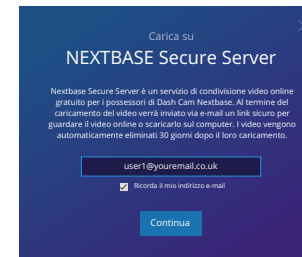 Carica su
NEXTBASE Secure Server
Nextbase Secure Server è un servizio di condivisione video online
gratuito per i possessori di Dash Cam Nextbase. Al termine del
caricamento del video verrà inviato via e-mail un link sicuro per
guardare il video online o scaricarlo sul computer. I video vengono
automaticamente eliminati 30 giorni dopo il loro caricamento.
user1@youremail.co.uk
Ricorda il mio indirizzo e-mail
Continua